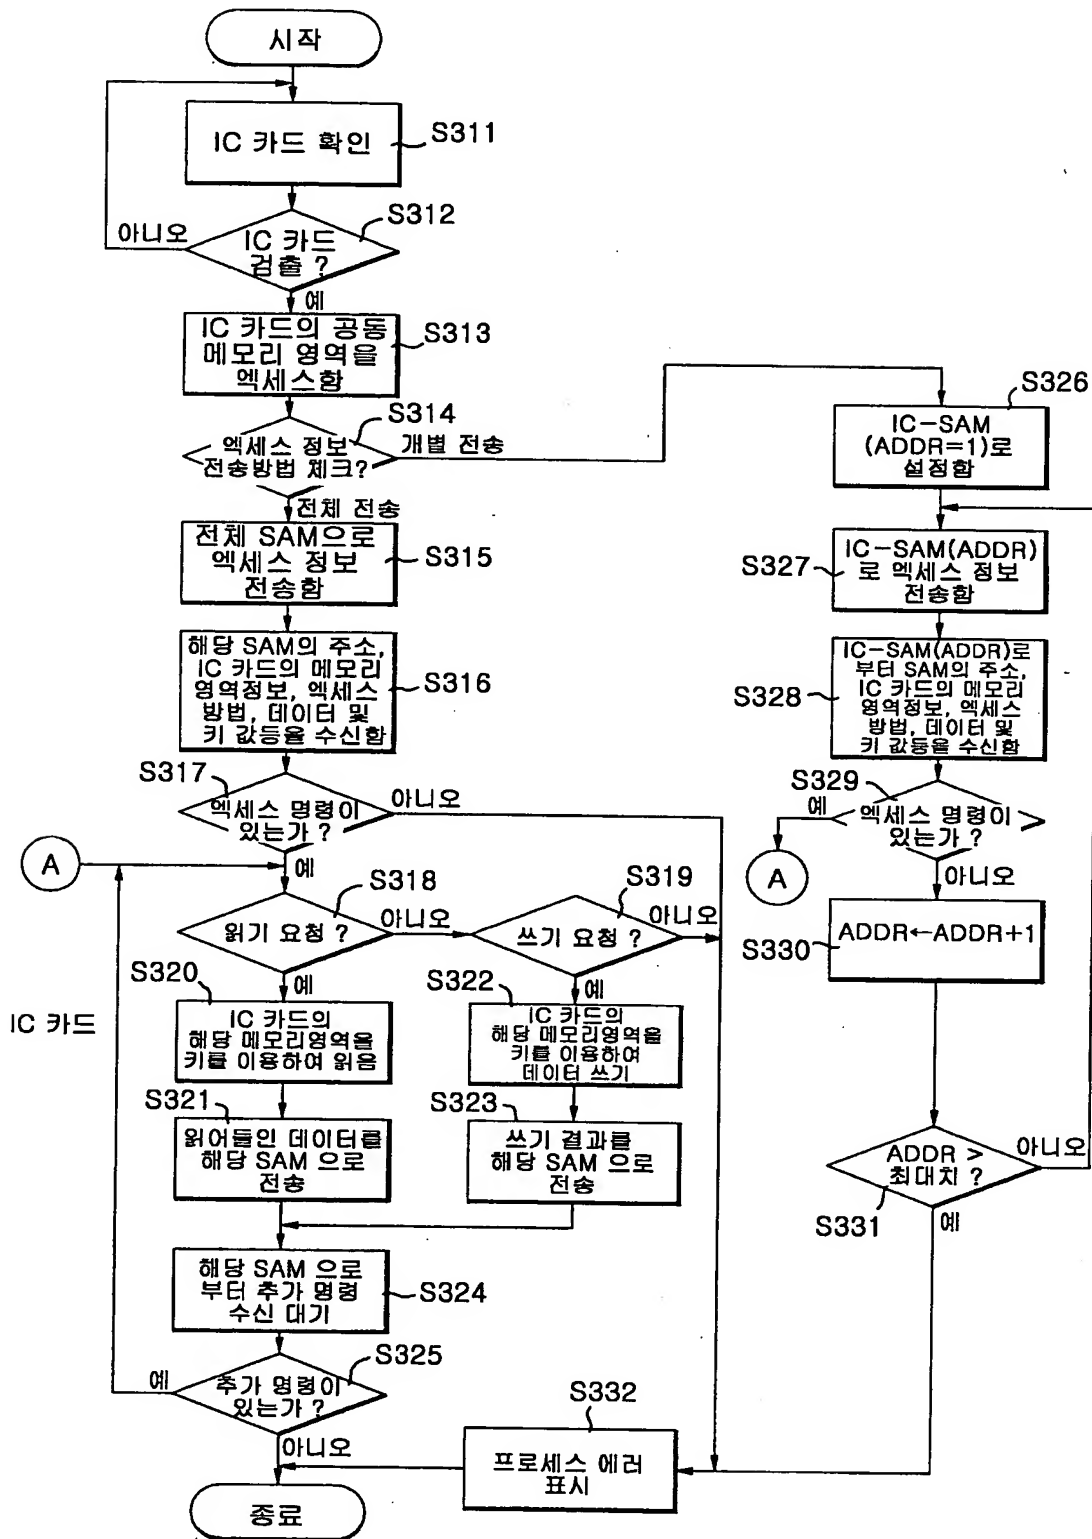 시작
IC 카드 확인
S311
S312
아니오
IC 카드
검출 ?
예
IC 카드의 공동
메모리 영역을
엑세스함
S313
S314
엑세스 정보
전송방법 체크?
개별 전송
전체 전송
전체 SAM으로
엑세스 정보
전송함
S315
해당 SAM의 주소,
IC 카드의 메모리
영역정보, 엑세스
방법, 데이터 및
키 값등을 수신함
S316
S317
엑세스 명령이
있는가 ?
아니오
예
A
S318
읽기 요청 ?
아니오
예
S319
쓰기 요청 ?
아니오
예
IC 카드
S320
IC 카드의
해당 메모리영역을
키를 이용하여 읽음
S322
IC 카드의
해당 메모리영역을
키를 이용하여
데이터 쓰기
S321
읽어들인 데이터를
해당 SAM 으로
전송
S323
쓰기 결과를
해당 SAM 으로
전송
해당 SAM 으로
부터 추가 명령
수신 대기
S324
S325
예
추가 명령이
있는가 ?
아니오
종료
S326
IC-SAM
(ADDR=1)로
설정함
S327
IC-SAM(ADDR)
로 엑세스 정보
전송함
S328
IC-SAM(ADDR)로
부터 SAM의 주소,
IC 카드의 메모리
영역정보, 엑세스
방법, 데이터 및
키 값등을 수신함
S329
예
엑세스 명령이
있는가 ?
A
아니오
S330
ADDR←ADDR+1
ADDR >
최대치 ?
아니오
S331
예
S332
프로세스 에러
표시